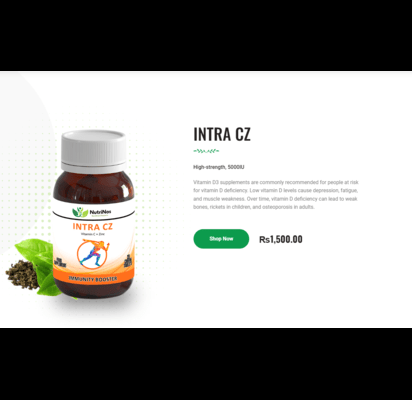 INTRA CZ
High-strength, 5000IU
Vitamin D3 supplements are commonly recommended for people at risk
for vitamin D deficiency. Low vitamin D levels cause depression, fatigue,
and muscle weakness. Over time, vitamin D deficiency can lead to weak
bones, rickets in children, and osteoporosis in adults.
Shop Now
₨1,500.00
NutriNex
INTRA CZ
Vitamin C + Zinc
IMMUNITY BOOSTER